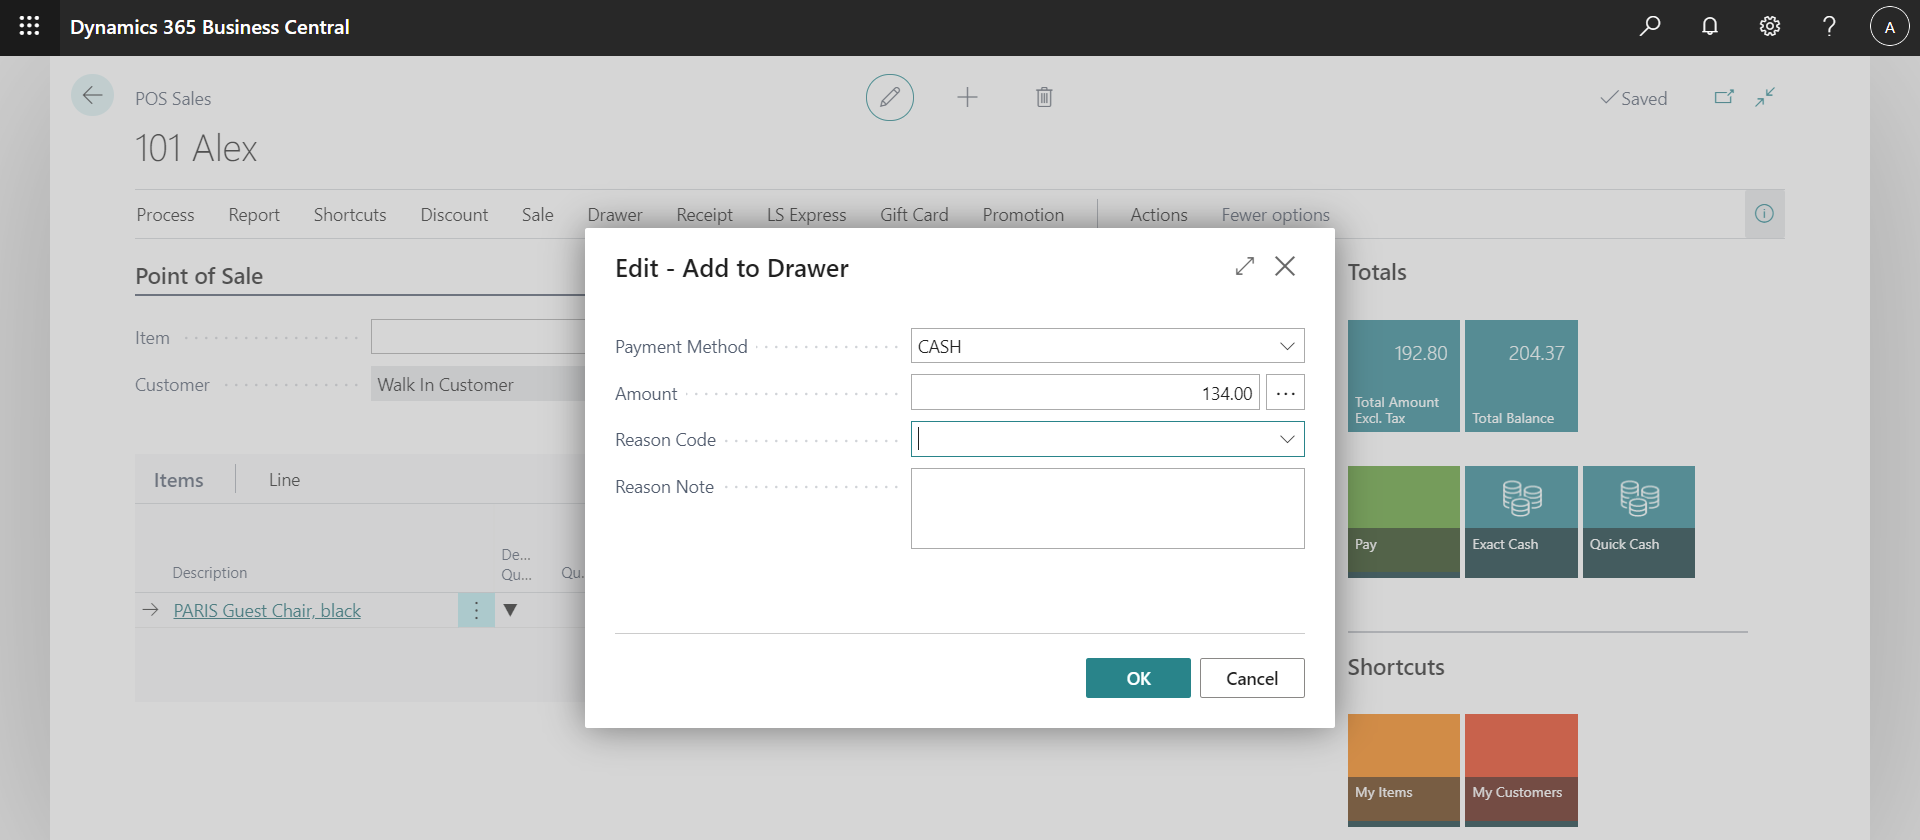 Dynamics 365 Business Central
A
POS Sales
Saved
101 Alex
Process Report Shortcuts Discount Sale Drawer Receipt LS Express Gift Card Promotion Actions Fewer options
Point of Sale
Item
Customer
Walk In Customer
Items
Line
De...
Qu...
Qu.
Description
PARIS Guest Chair, black
Edit - Add to Drawer
Payment Method
CASH
Amount
134.00
Reason Code
Reason Note
OK
Cancel
Totals
192.80
Total Amount
Excl. Tax
204.37
Total Balance
Pay
Exact Cash
Quick Cash
Shortcuts
My Items
My Customers